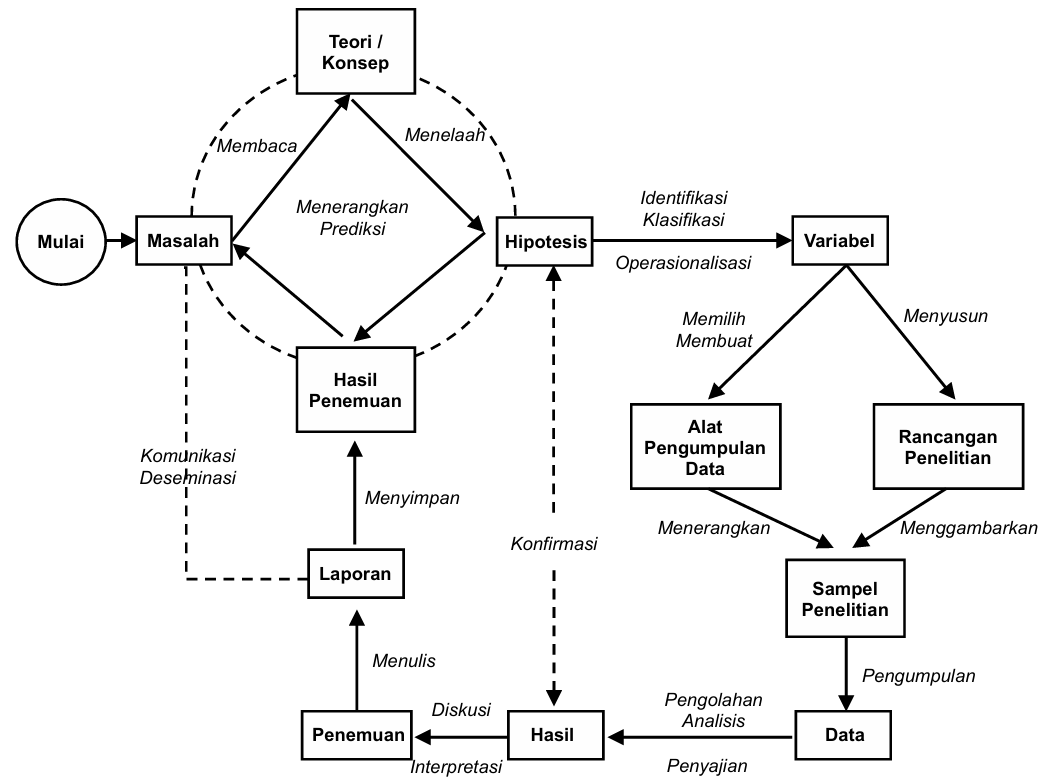 Teori /
Konsep
Membaca
Menelaah
Menerangkan
Prediksi
Mulai
Masalah
Hipotesis
Identifikasi
Klasifikasi
Operasionalisasi
Variabel
Memilih
Membuat
Menyusun
Hasil
Penemuan
Alat
Pengumpulan
Data
Rancangan
Penelitian
Komunikasi
Deseminasi
Menyimpan
Konfirmasi
Menerangkan
Menggambarkan
Laporan
Sampel
Penelitian
Menulis
Pengumpulan
Penemuan
Diskusi
Interpretasi
Hasil
Pengolahan
Analisis
Penyajian
Data